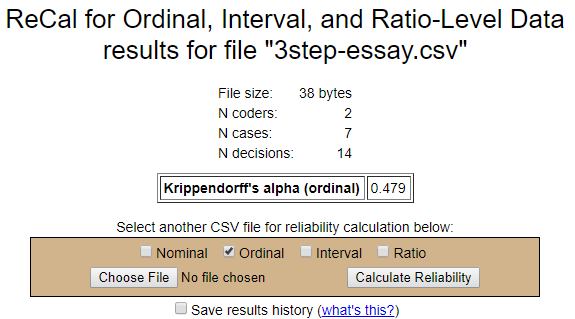 ReCal for Ordinal, Interval, and Ratio-Level Data
results for file "3step-essay.csv"
File size: 38 bytes
N coders: 2
N cases: 7
N decisions: 14
Krippendorff's alpha (ordinal) 0.479
Select another CSV file for reliability calculation below:
Nominal Ordinal Interval Ratio
Choose File No file chosen Calculate Reliability
Save results history (what's this?)